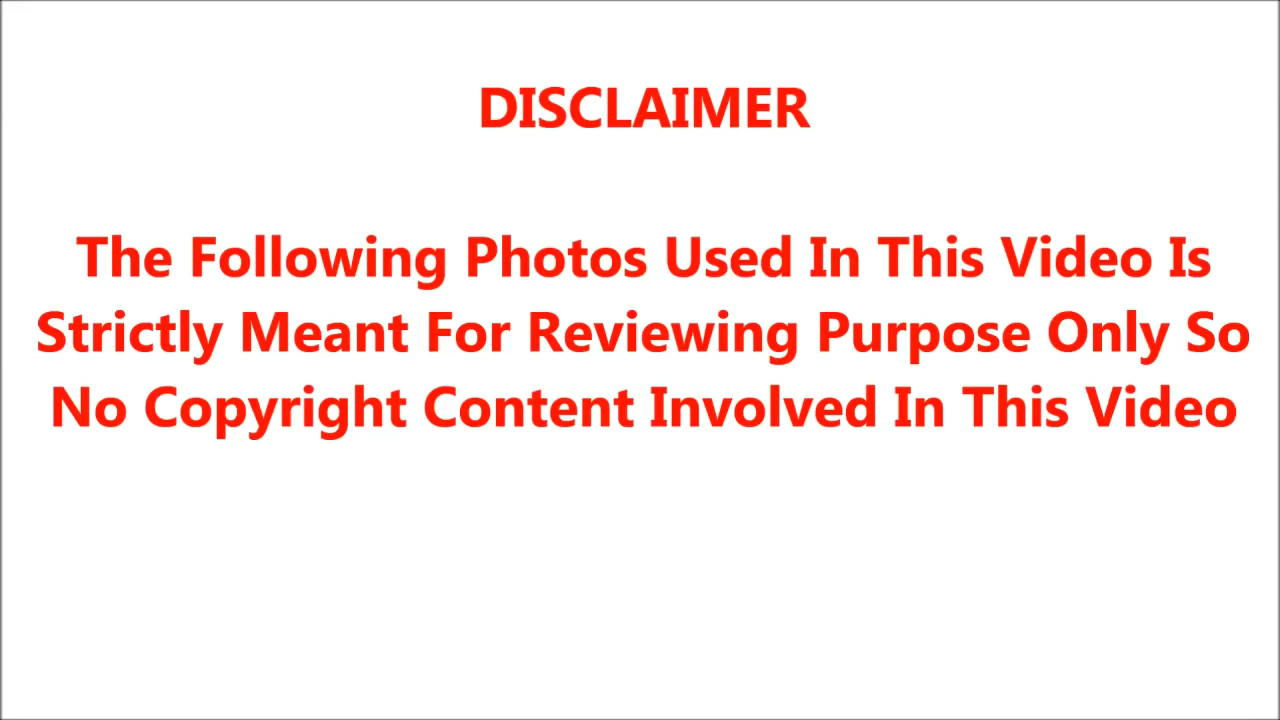 DISCLAIMER
The Following Photos Used In This Video Is
Strictly Meant For Reviewing Purpose Only So
No Copyright Content Involved In This Video